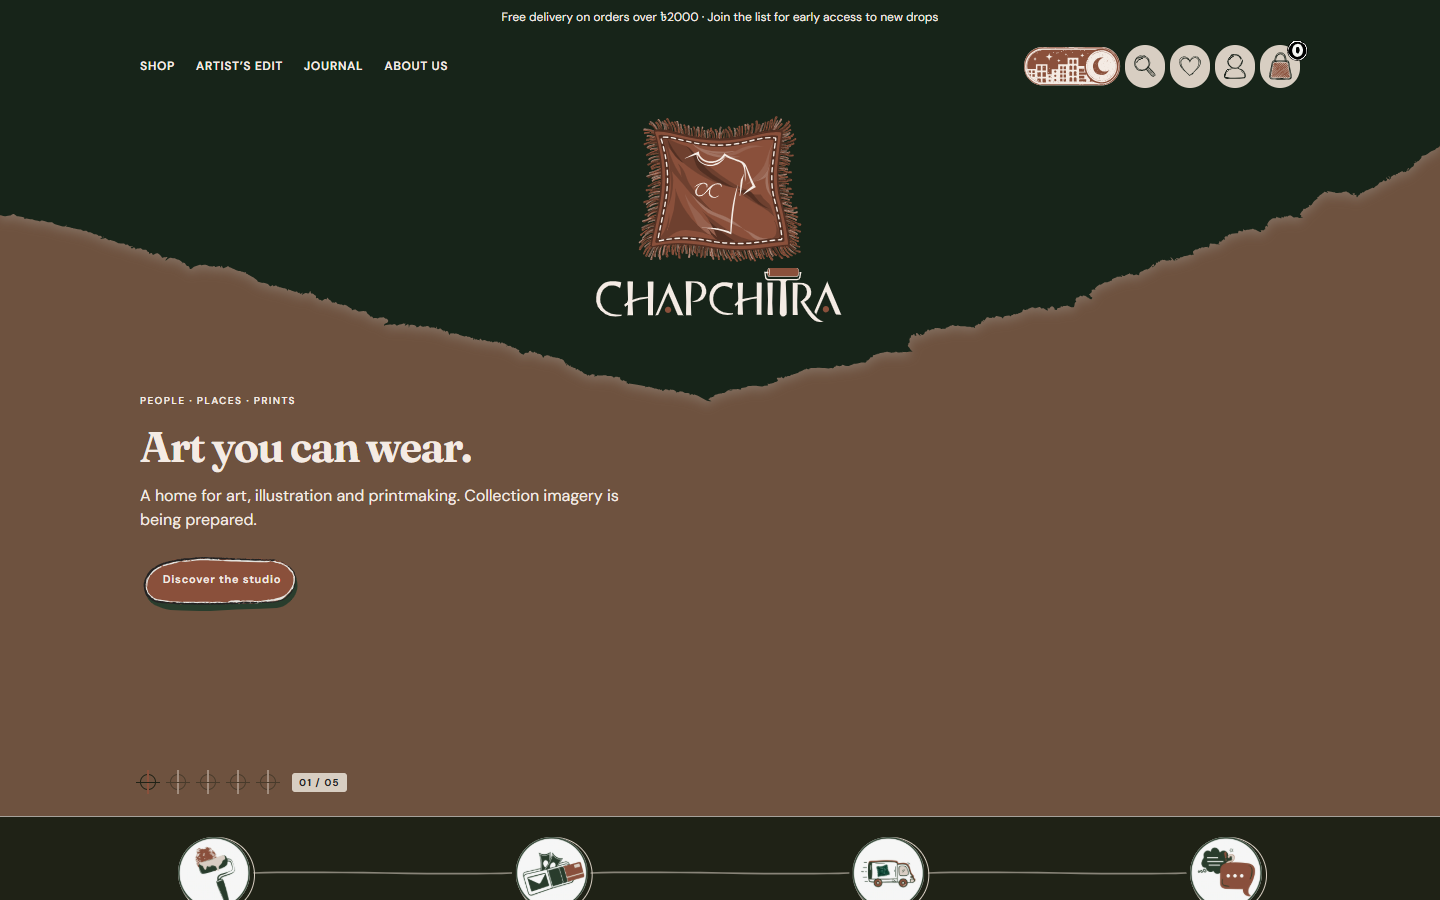 Free delivery on orders over ৳2000 · Join the list for early access to new drops
SHOP ARTIST'S EDIT JOURNAL ABOUT US
0
CC
CHAPCHITRA
PEOPLE · PLACES · PRINTS
Art you can wear.
A home for art, illustration and printmaking. Collection imagery is
being prepared.
Discover the studio
01 / 05